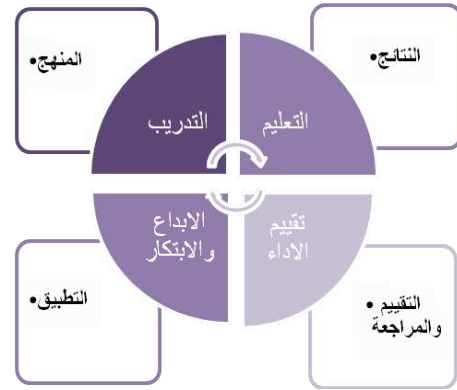 • النتائج
• المنهج
التعليم
التدريب
تقييم
الاداء
الابداع
والابتكار
• التقييم
والمراجعة
• التطبيق